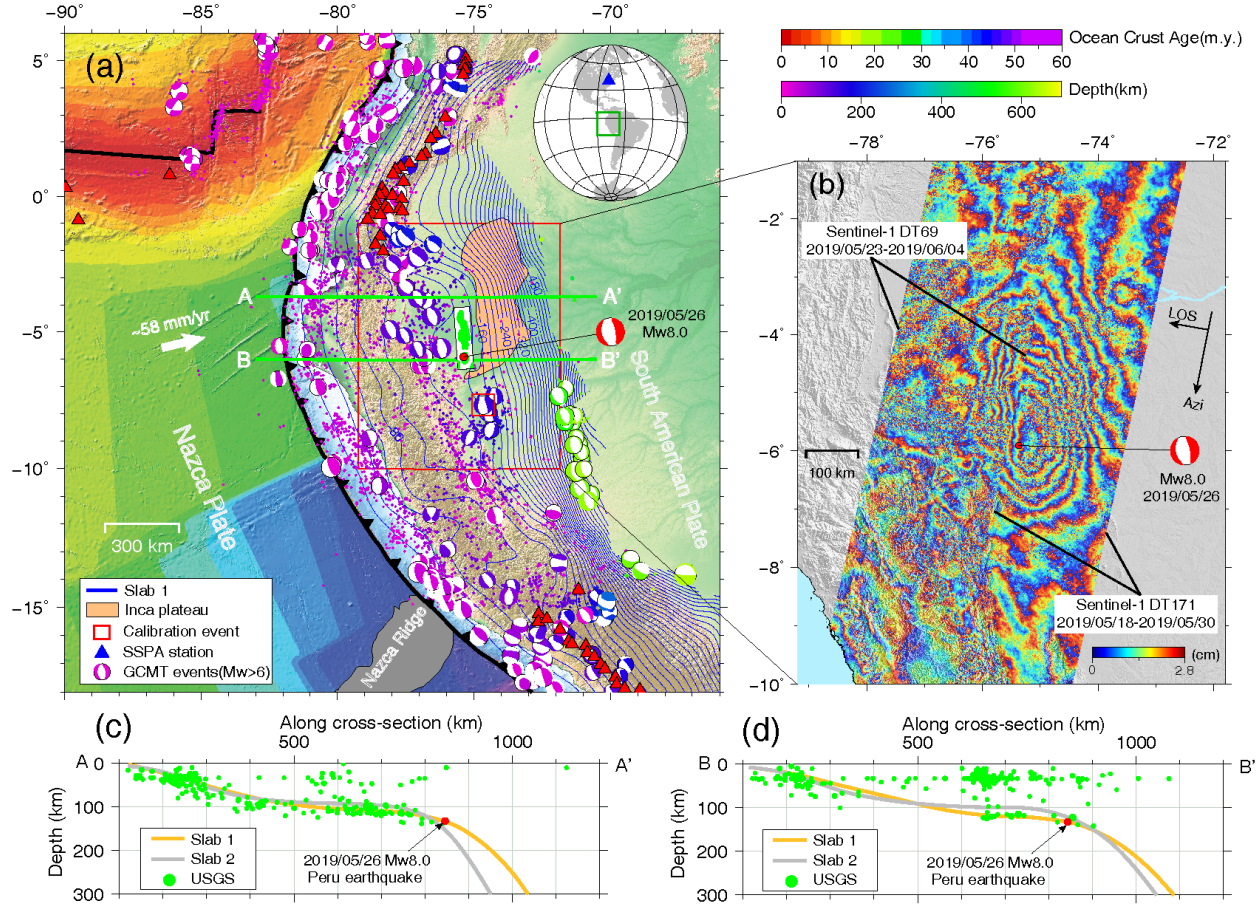 −90 −85 −80 −75 −70
5°
0°
−5°
−10°
−15°
(a)
A A'
B B'
~58 mm/yr
2019/05/26
Mw8.0
Nazca Plate
South American Plate
Nazca Ridge
300 km
Slab 1
Inca plateau
Calibration event
SSPA station
GCMT events(Mw>6)
Ocean Crust Age(m.y.)
0 10 20 30 40 50 60
Depth(km)
0 200 400 600
−78 −76 −74 −72
−2°
−4°
−6°
−8°
−10°
(b)
Sentinel-1 DT69
2019/05/23-2019/06/04
LOS
Azi
100 km
Mw8.0
2019/05/26
Sentinel-1 DT171
2019/05/18-2019/05/30
(cm)
0 2.8
(c)
Along cross-section (km)
500 1000
A A'
Depth (km)
0
100
200
300
Slab 1
Slab 2
USGS
2019/05/26 Mw8.0
Peru earthquake
(d)
Along cross-section (km)
500 1000
B B'
Depth (km)
0
100
200
300
Slab 1
Slab 2
USGS
2019/05/26 Mw8.0
Peru earthquake